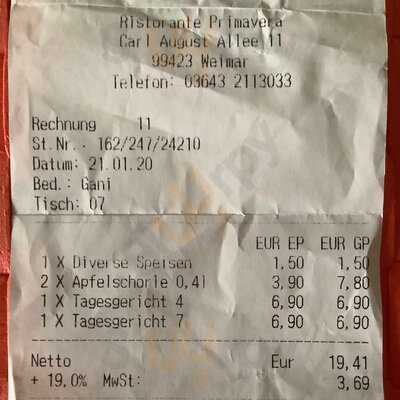 Ristorante Primavera
Carl August Allee 11
99423 Weimar
Telefon: 03643 2113033
Rechnung 11
St.Nr. · 162/247/24210
Datum: 21.01.20
Bed.: Gani
Tisch: 07
EUR EP EUR GP
1 X Diverse Speisen 1,50 1,50
2 X Apfelschorle 0,4l 3,90 7,80
1 X Tagesgericht 4 6,90 6,90
1 X Tagesgericht 7 6,90 6,90
Netto Eur 19,41
+ 19,0% MwSt: 3,69